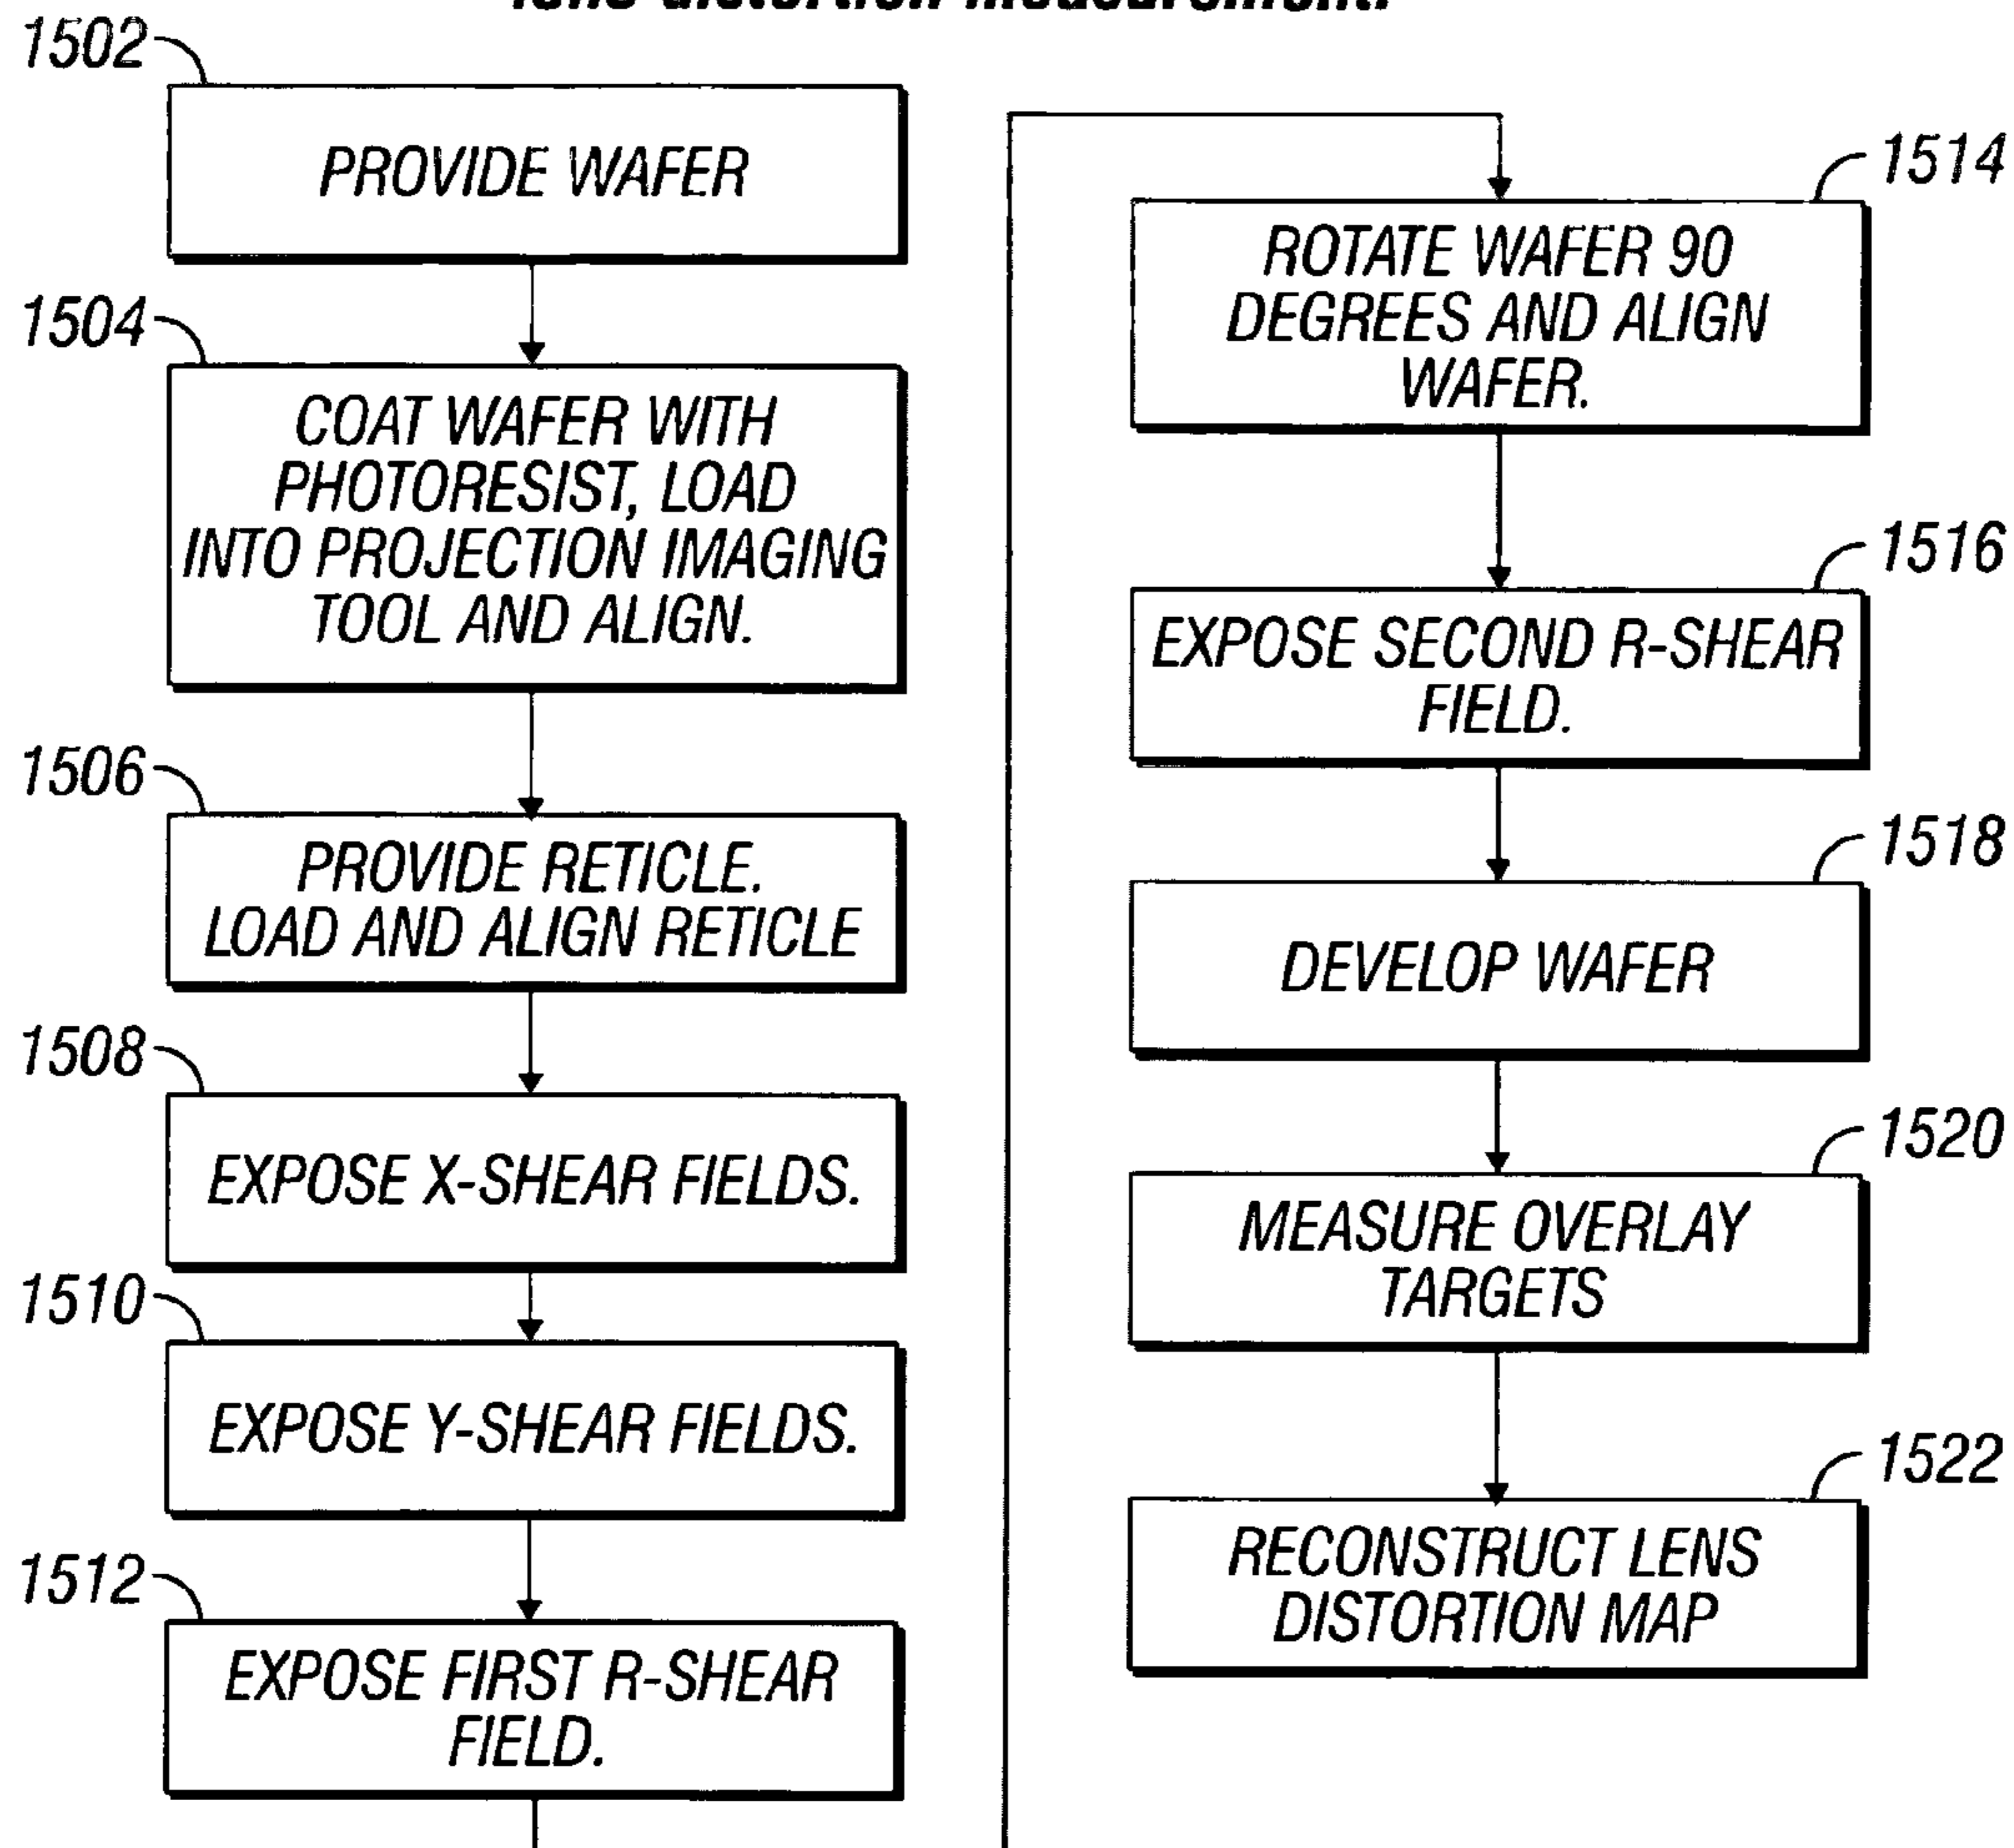 lens distortion measurement.
1502
PROVIDE WAFER
1504
COAT WAFER WITH
PHOTORESIST, LOAD
INTO PROJECTION IMAGING
TOOL AND ALIGN.
1506
PROVIDE RETICLE.
LOAD AND ALIGN RETICLE
1508
EXPOSE X-SHEAR FIELDS.
1510
EXPOSE Y-SHEAR FIELDS.
1512
EXPOSE FIRST R-SHEAR
FIELD.
1514
ROTATE WAFER 90
DEGREES AND ALIGN
WAFER.
1516
EXPOSE SECOND R-SHEAR
FIELD.
1518
DEVELOP WAFER
1520
MEASURE OVERLAY
TARGETS
1522
RECONSTRUCT LENS
DISTORTION MAP